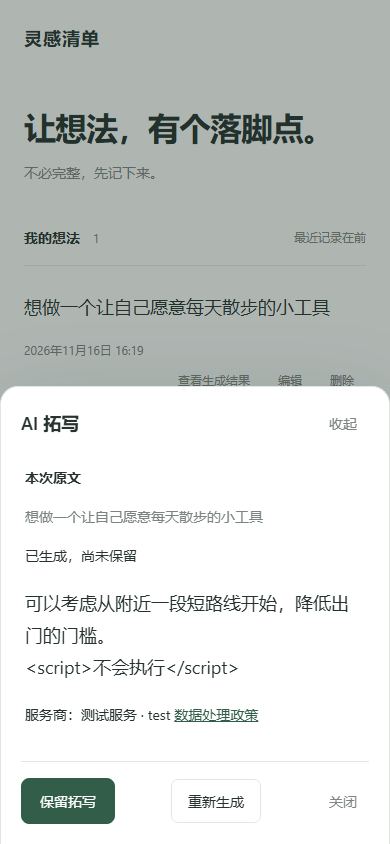 灵感清单
让想法，有个落脚点。
不必完整，先记下来。
我的想法 1 最近记录在前
想做一个让自己愿意每天散步的小工具
2026年11月16日 16:19
查看生成结果 编辑 删除
AI 拓写 收起
本次原文
想做一个让自己愿意每天散步的小工具
已生成，尚未保留
可以考虑从附近一段短路线开始，降低出
门的门槛。
<script>不会执行</script>
服务商：测试服务 · test 数据处理政策
保留拓写 重新生成 关闭